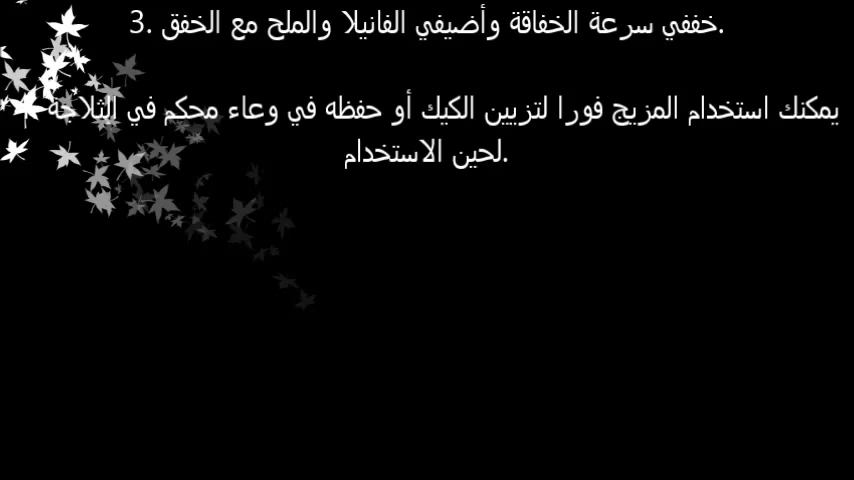 3. خففي سرعة الخفاقة وأضيفي الفانيلا والملح مع الخفق.
يمكنك استخدام المزيج فورا لتزيين الكيك أو حفظه في وعاء محكم في الثلاجة
لحين الاستخدام.